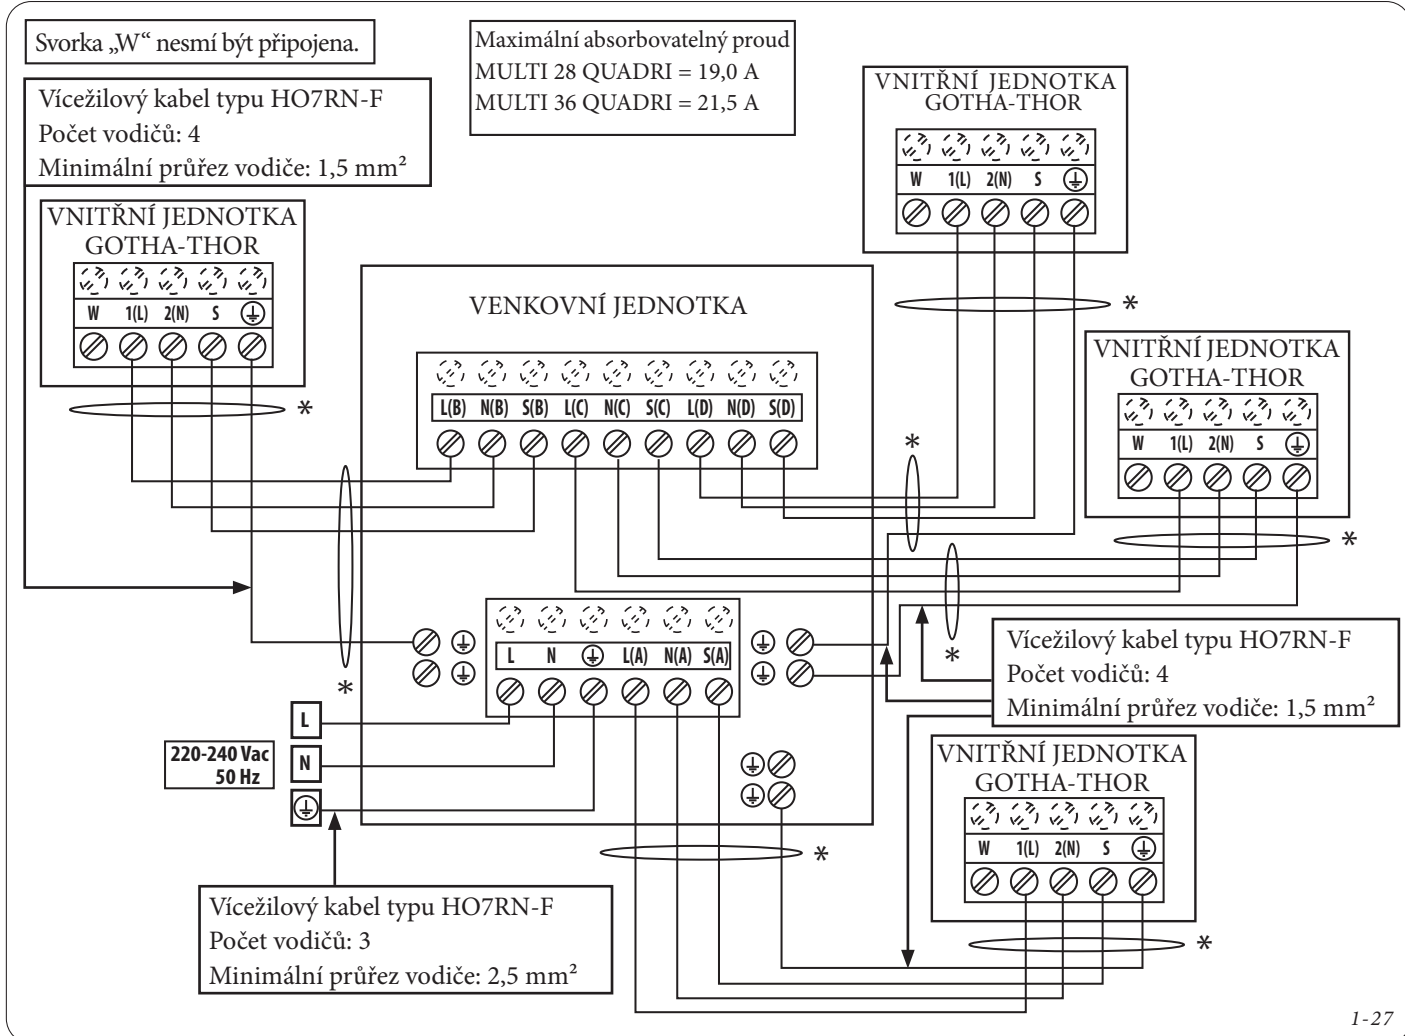 Svorka „W“ nesmí být připojena.
Maximální absorbovatelný proud
MULTI 28 QUADRI = 19,0 A
MULTI 36 QUADRI = 21,5 A
Vícežilový kabel typu HO7RN-F
Počet vodičů: 4
Minimální průřez vodiče: 1,5 mm²
VNITŘNÍ JEDNOTKA
GOTHA-THOR
W 1(L) 2(N) S
VNITŘNÍ JEDNOTKA
GOTHA-THOR
W 1(L) 2(N) S
*
*
VENKOVNÍ JEDNOTKA
L(B) N(B) S(B) L(C) N(C) S(C) L(D) N(D) S(D)
VNITŘNÍ JEDNOTKA
GOTHA-THOR
W 1(L) 2(N) S
*
*
*
*
L N L(A) N(A) S(A)
Vícežilový kabel typu HO7RN-F
Počet vodičů: 4
Minimální průřez vodiče: 1,5 mm²
220-240 Vac
50 Hz
L
N
VNITŘNÍ JEDNOTKA
GOTHA-THOR
W 1(L) 2(N) S
*
*
Vícežilový kabel typu HO7RN-F
Počet vodičů: 3
Minimální průřez vodiče: 2,5 mm²
1-27